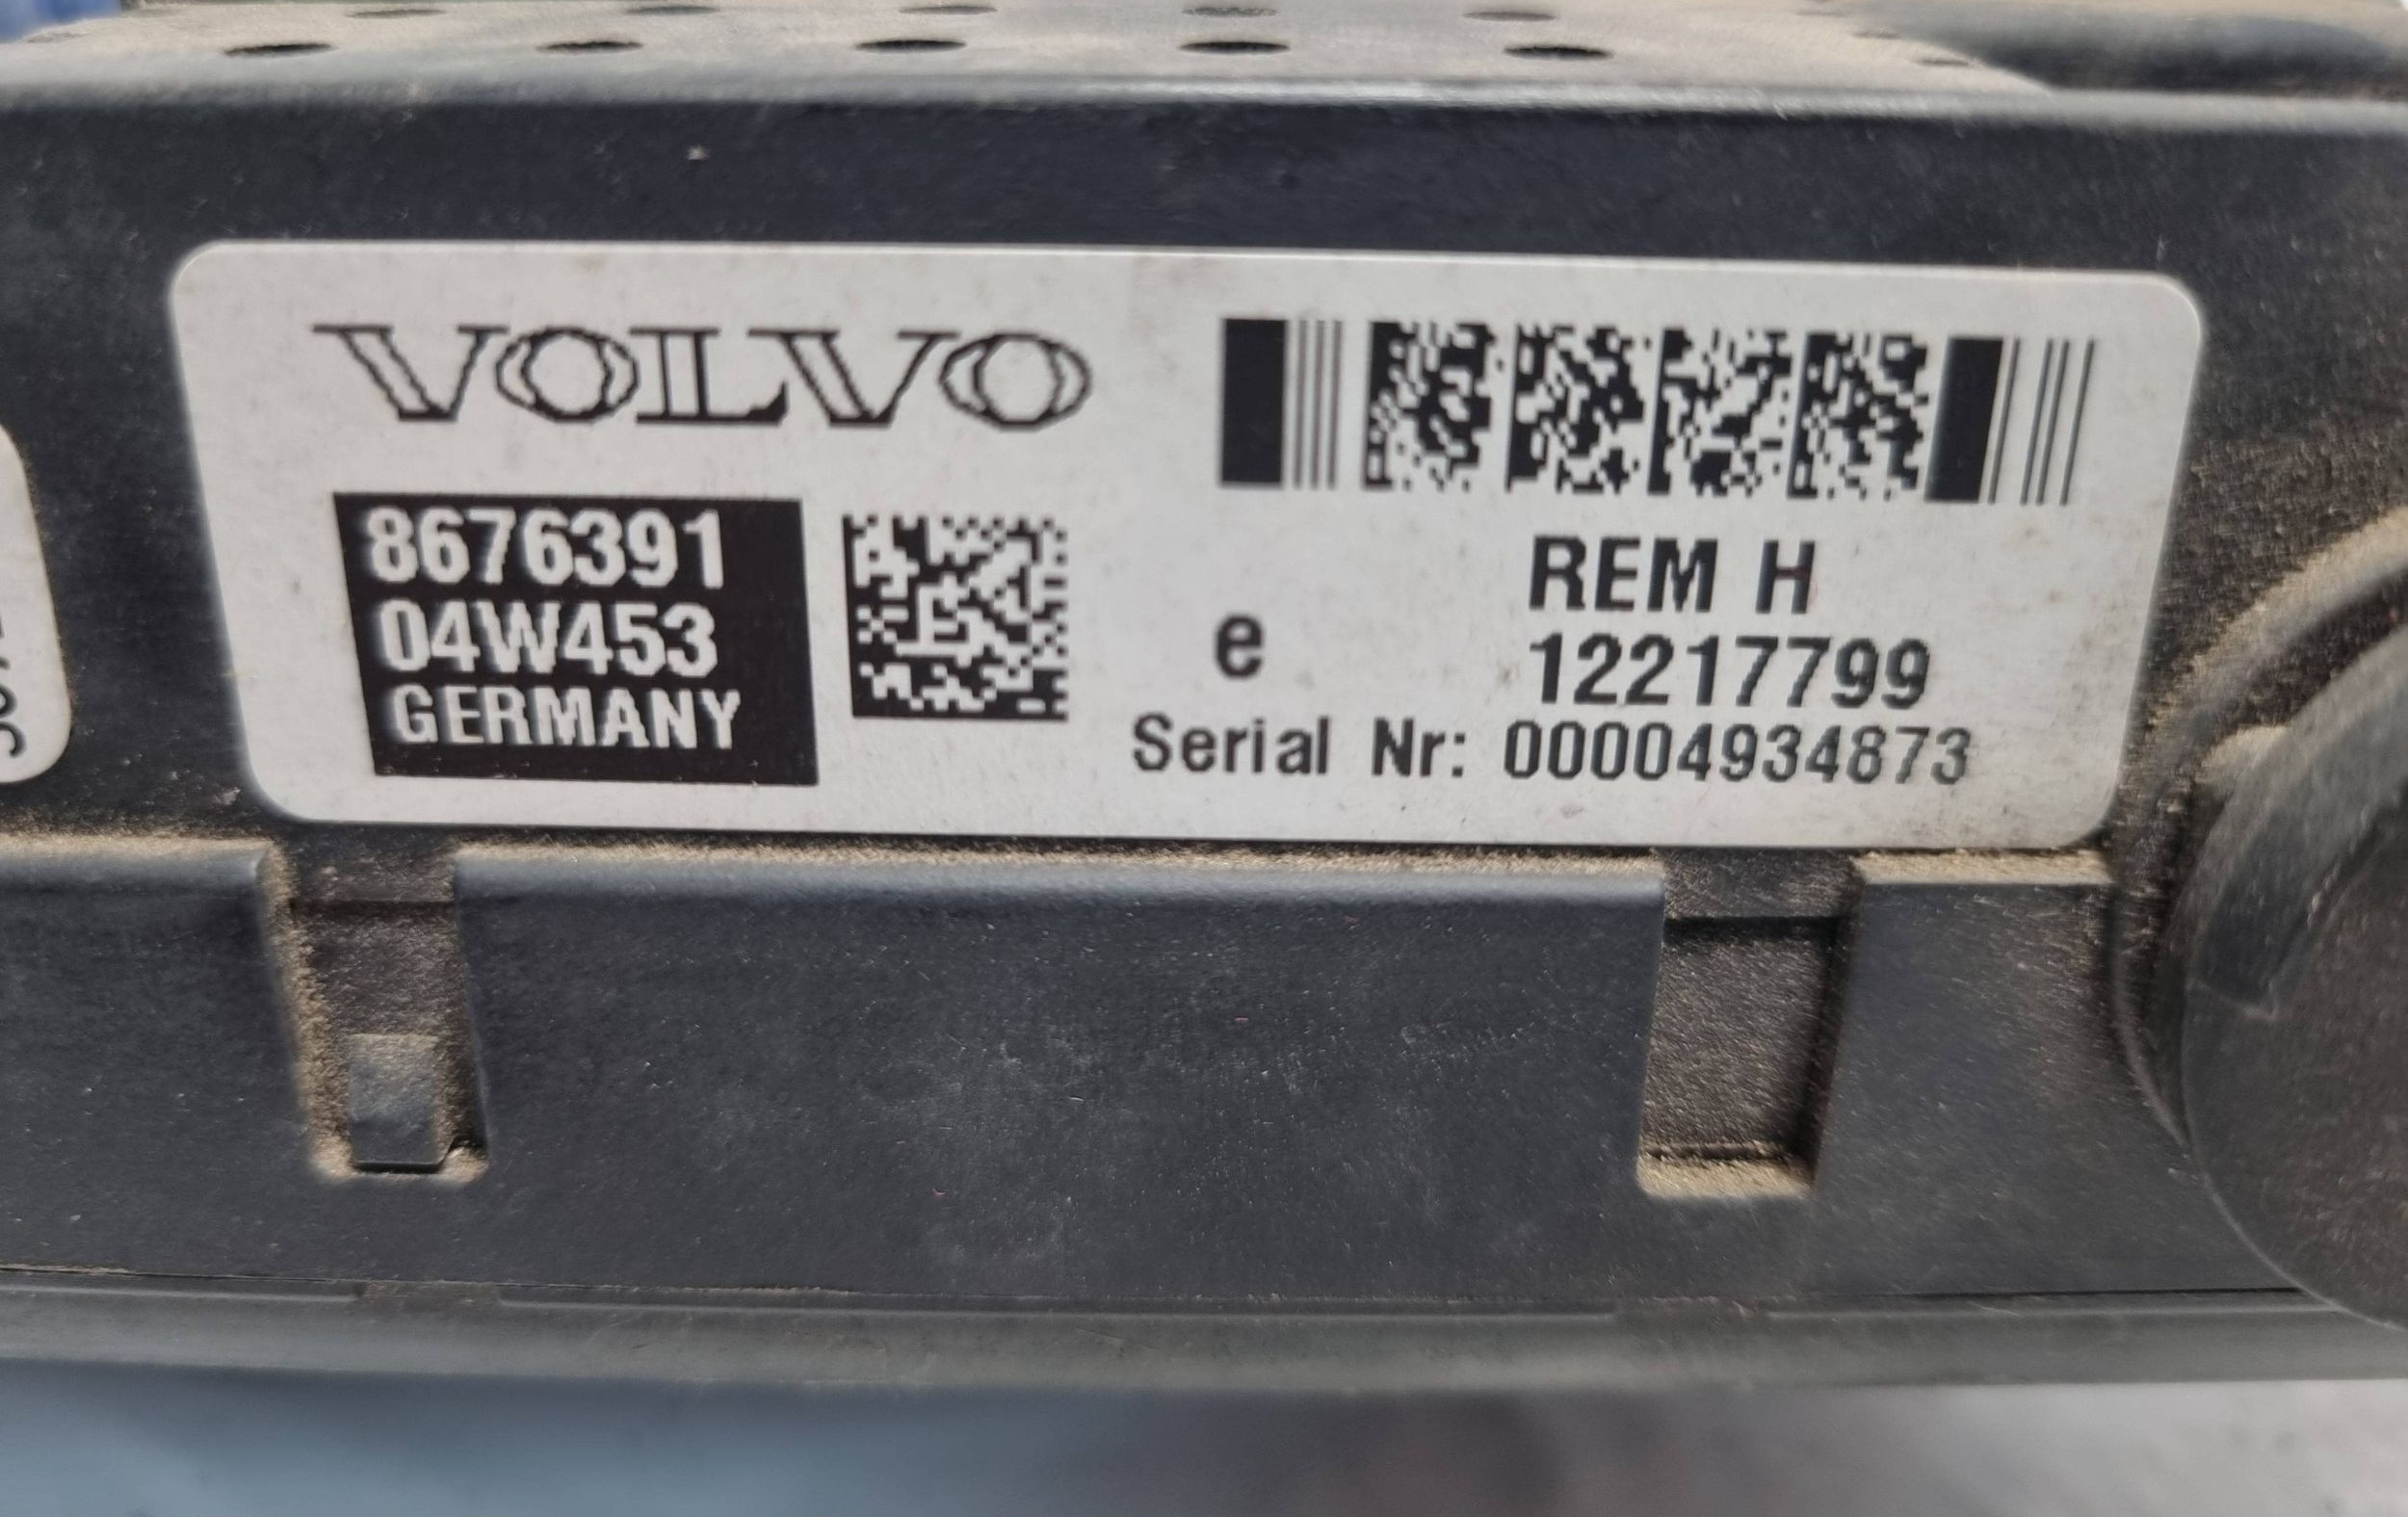 VOLVO
8676391
04W453
GERMANY
e
REM H
12217799
Serial Nr: 00004934873